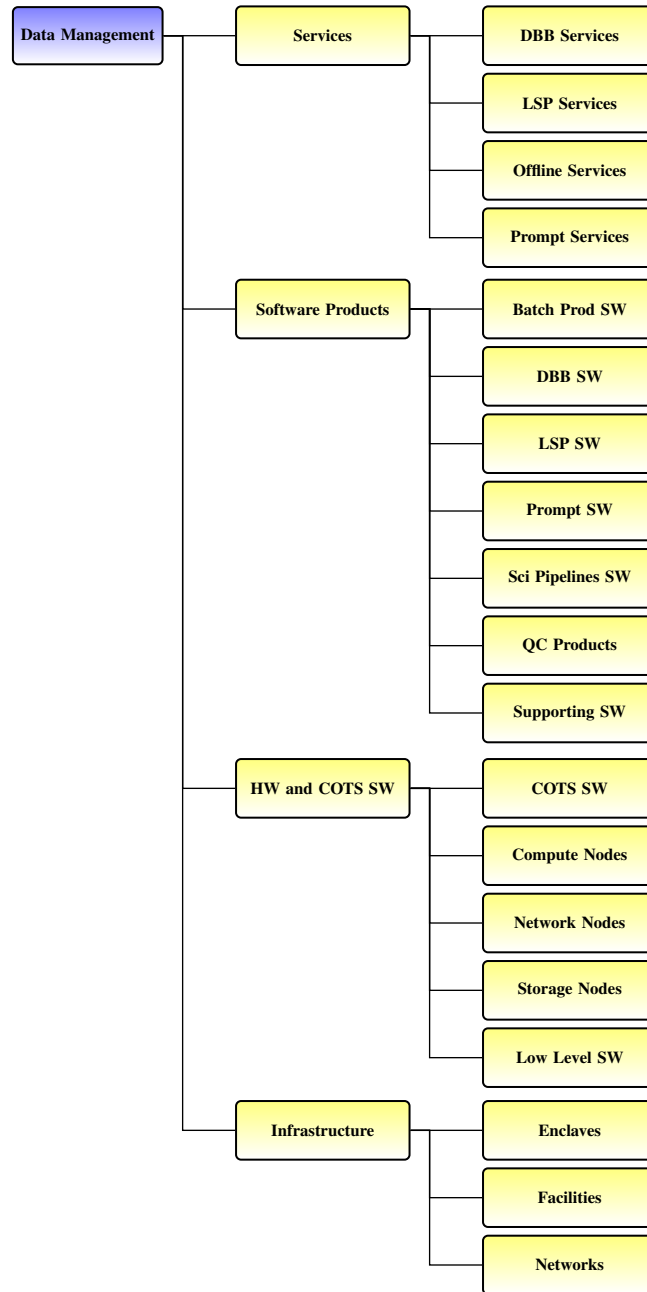 Data Management
Services
DBB Services
LSP Services
Offline Services
Prompt Services
Software Products
Batch Prod SW
DBB SW
LSP SW
Prompt SW
Sci Pipelines SW
QC Products
Supporting SW
HW and COTS SW
COTS SW
Compute Nodes
Network Nodes
Storage Nodes
Low Level SW
Infrastructure
Enclaves
Facilities
Networks